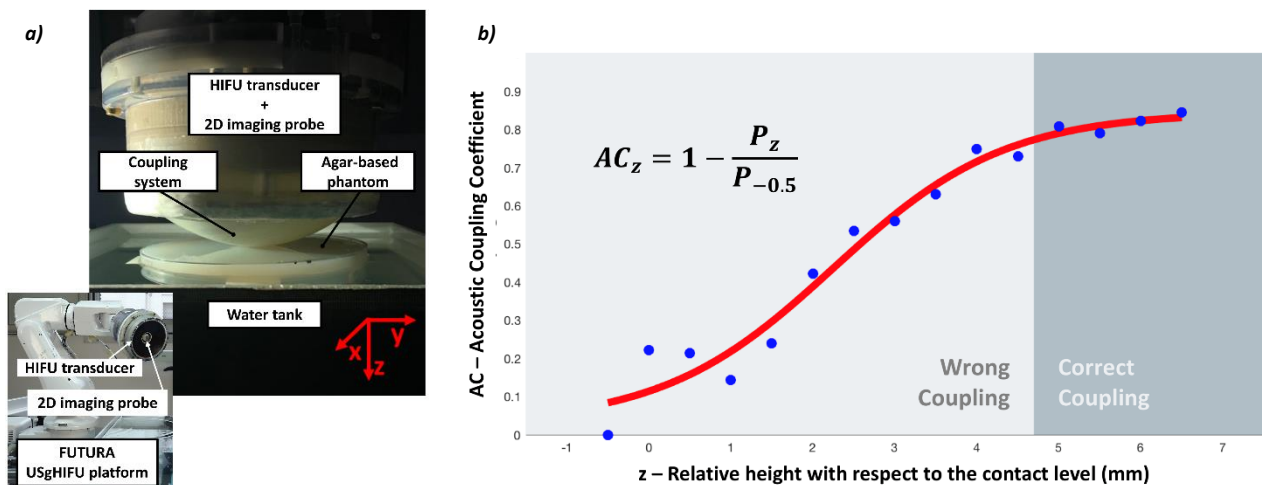 a)
HIFU transducer
+
2D imaging probe
Coupling
system
Agar-based
phantom
Water tank
x
y
z
HIFU transducer
2D imaging probe
FUTURA
USgHIFU platform
b)
AC – Acoustic Coupling Coefficient
0.9
0.8
0.7
0.6
0.5
0.4
0.3
0.2
0.1
0
AC_z = 1 - P_z / P_-0.5
Wrong
Coupling
Correct
Coupling
-1
0
1
2
3
4
5
6
7
z – Relative height with respect to the contact level (mm)